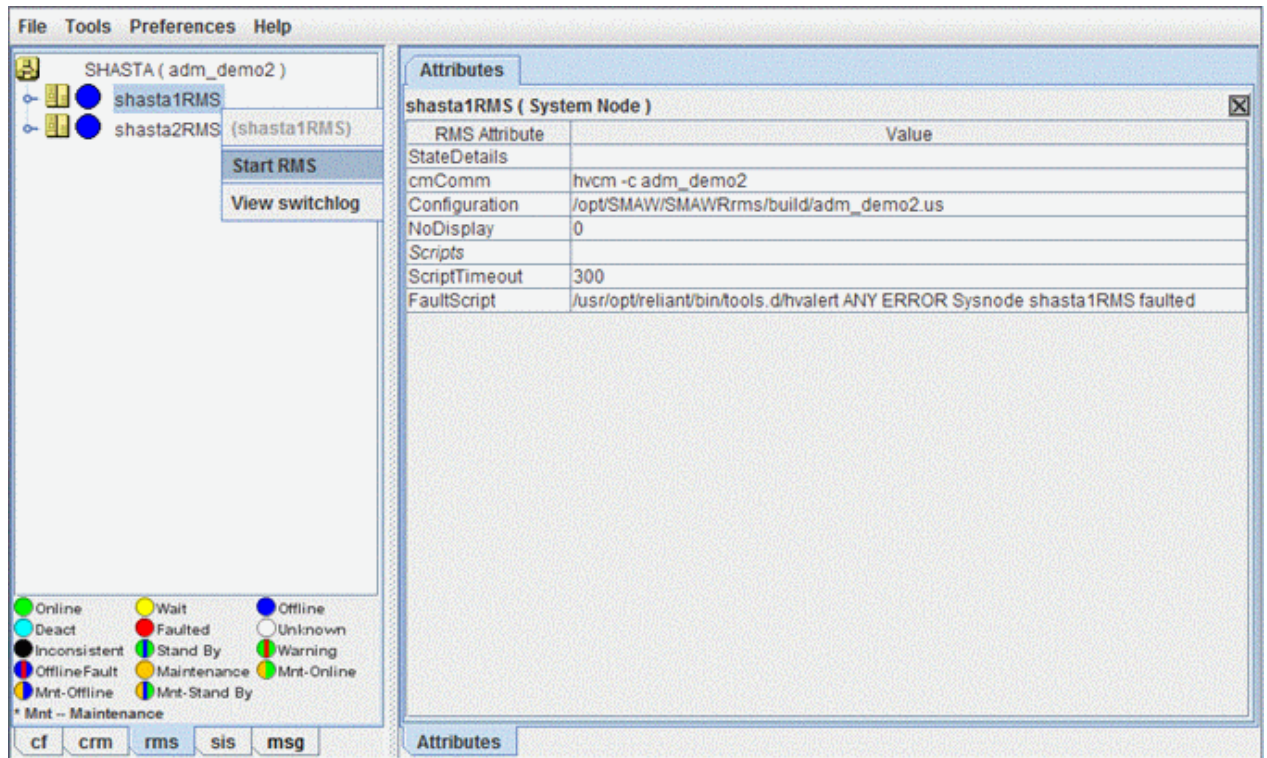 File Tools Preferences Help
SHASTA ( adm_demo2 )
shasta1RMS
shasta2RMS
(shasta1RMS)
Start RMS
View switchlog
Online Wait Offline
Deact Faulted Unknown
Inconsistent Stand By Warning
OfflineFault Maintenance Mnt-Online
Mnt-Offline Mnt-Stand By
* Mnt -- Maintenance
cf crm rms sis msg
Attributes
shasta1RMS ( System Node )
RMS Attribute Value
StateDetails
cmComm hvcm -c adm_demo2
Configuration /opt/SMAW/SMAWRrms/build/adm_demo2.us
NoDisplay 0
Scripts
ScriptTimeout 300
FaultScript /usr/opt/reliant/bin/tools.d/hvalert ANY ERROR Sysnode shasta1RMS faulted
Attributes